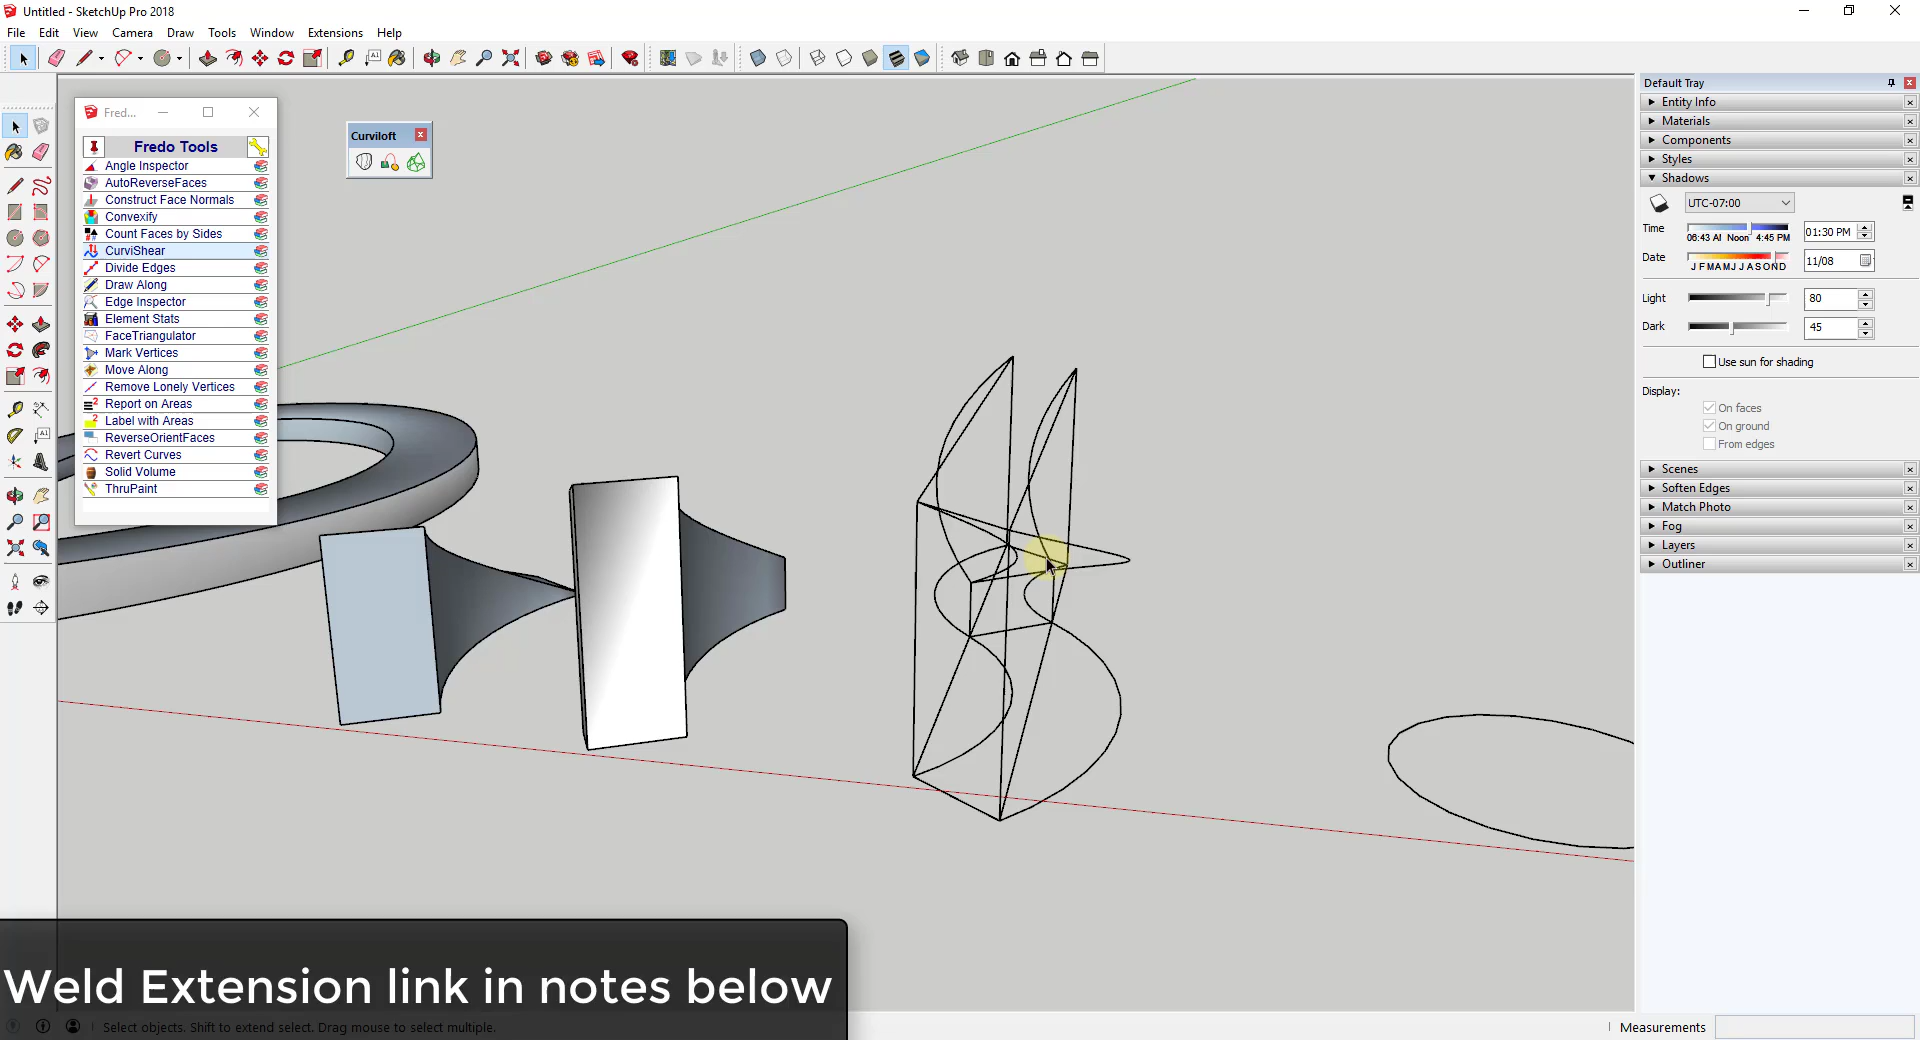 Untitled - SketchUp Pro 2018
File Edit View Camera Draw Tools Window Extensions Help
Fred...
Fredo Tools
Angle Inspector
AutoReverseFaces
Construct Face Normals
Convexify
Count Faces by Sides
CurviShear
Divide Edges
Draw Along
Edge Inspector
Element Stats
FaceTriangulator
Mark Vertices
Move Along
Remove Lonely Vertices
Report on Areas
Label with Areas
ReverseOrientFaces
Revert Curves
Solid Volume
ThruPaint
Curviloft
Default Tray
Entity Info
Materials
Components
Styles
Shadows
UTC-07:00
Time
06:43 AI Noon 4:45 PM
01:30 PM
Date
J F M A M J J A S O N D
11/08
Light
80
Dark
45
Use sun for shading
Display:
On faces
On ground
From edges
Scenes
Soften Edges
Match Photo
Fog
Layers
Outliner
Weld Extension link in notes below
Select objects. Shift to extend select. Drag mouse to select multiple.
Measurements